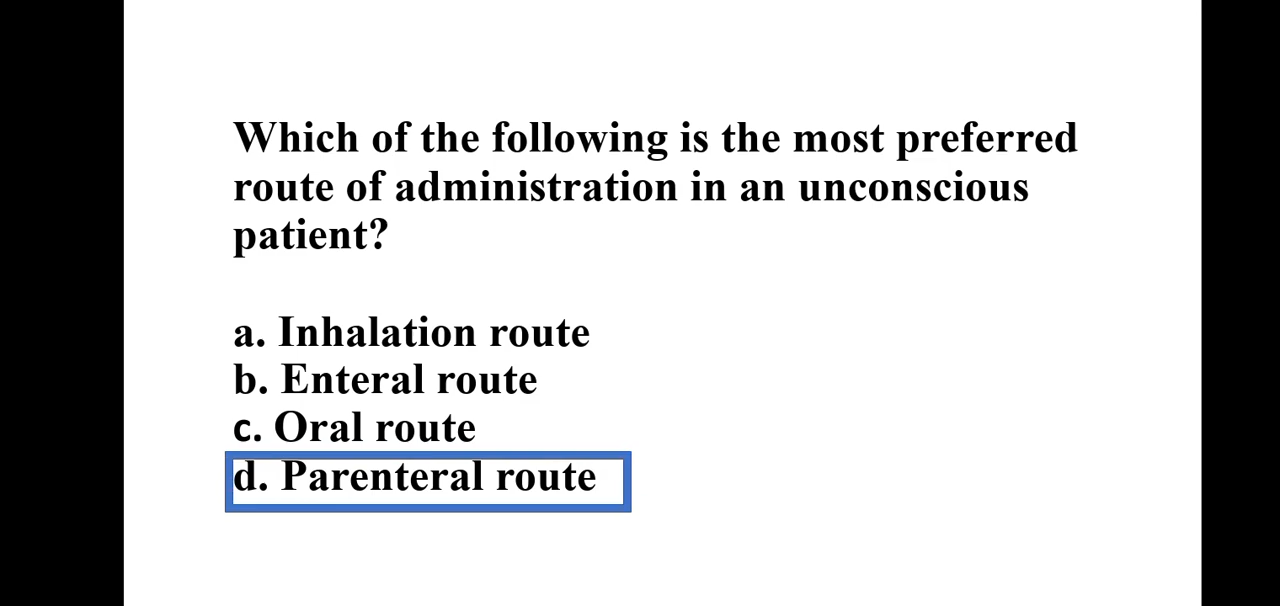 Which of the following is the most preferred
route of administration in an unconscious
patient?
a. Inhalation route
b. Enteral route
c. Oral route
d. Parenteral route